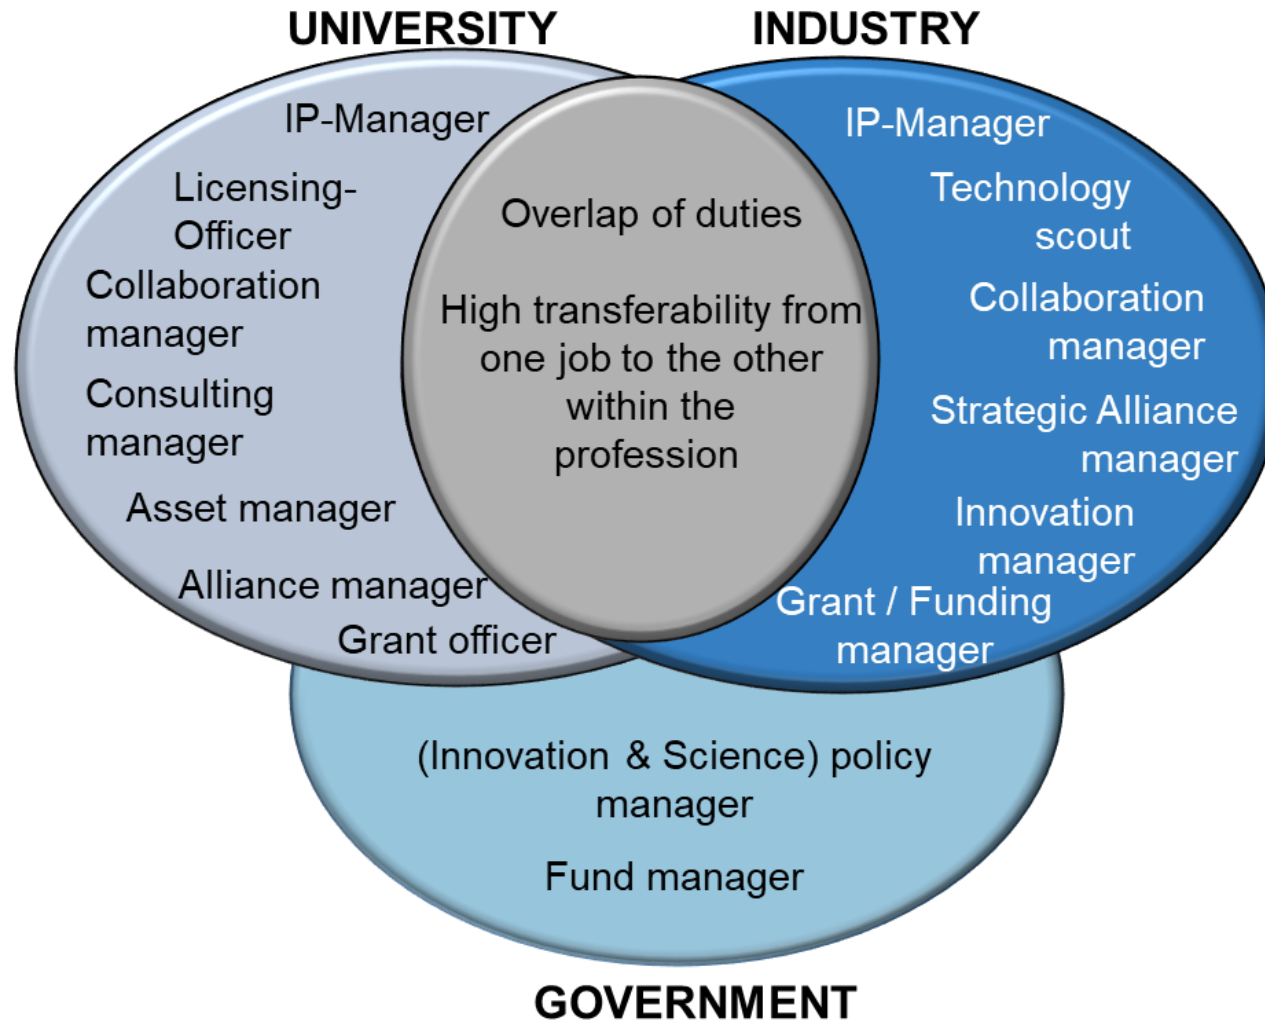 UNIVERSITY
INDUSTRY
IP-Manager
Licensing-
Officer
Collaboration
manager
Consulting
manager
Asset manager
Alliance manager
Grant officer
Overlap of duties
High transferability from
one job to the other
within the
profession
IP-Manager
Technology
scout
Collaboration
manager
Strategic Alliance
manager
Innovation
manager
Grant / Funding
manager
(Innovation & Science) policy
manager
Fund manager
GOVERNMENT